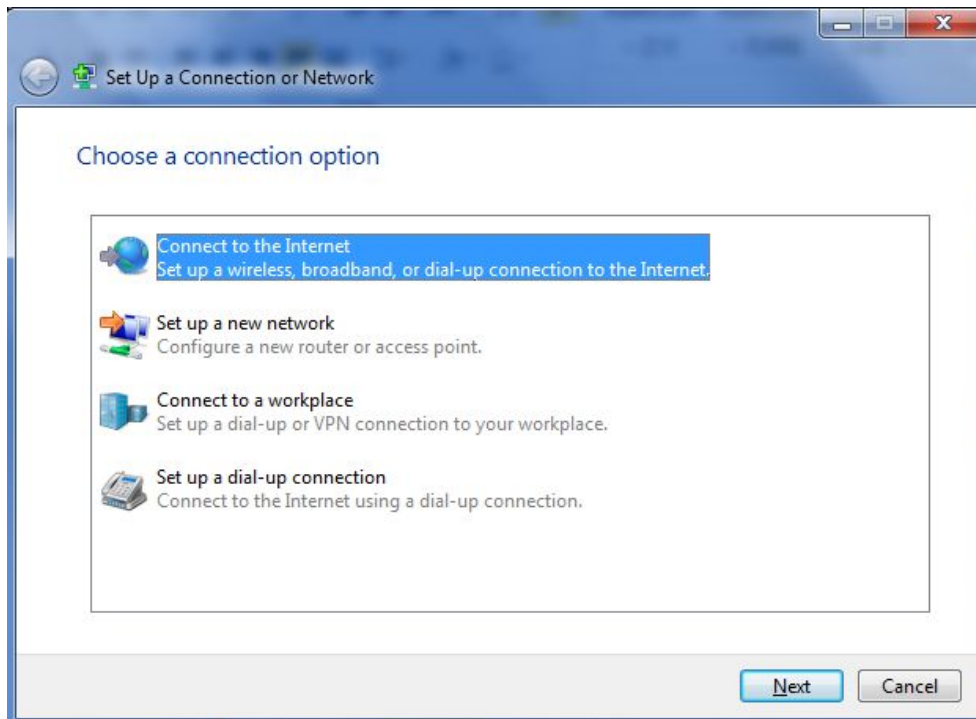 Set Up a Connection or Network
Choose a connection option
Connect to the Internet
Set up a wireless, broadband, or dial-up connection to the Internet.
Set up a new network
Configure a new router or access point.
Connect to a workplace
Set up a dial-up or VPN connection to your workplace.
Set up a dial-up connection
Connect to the Internet using a dial-up connection.
Next
Cancel